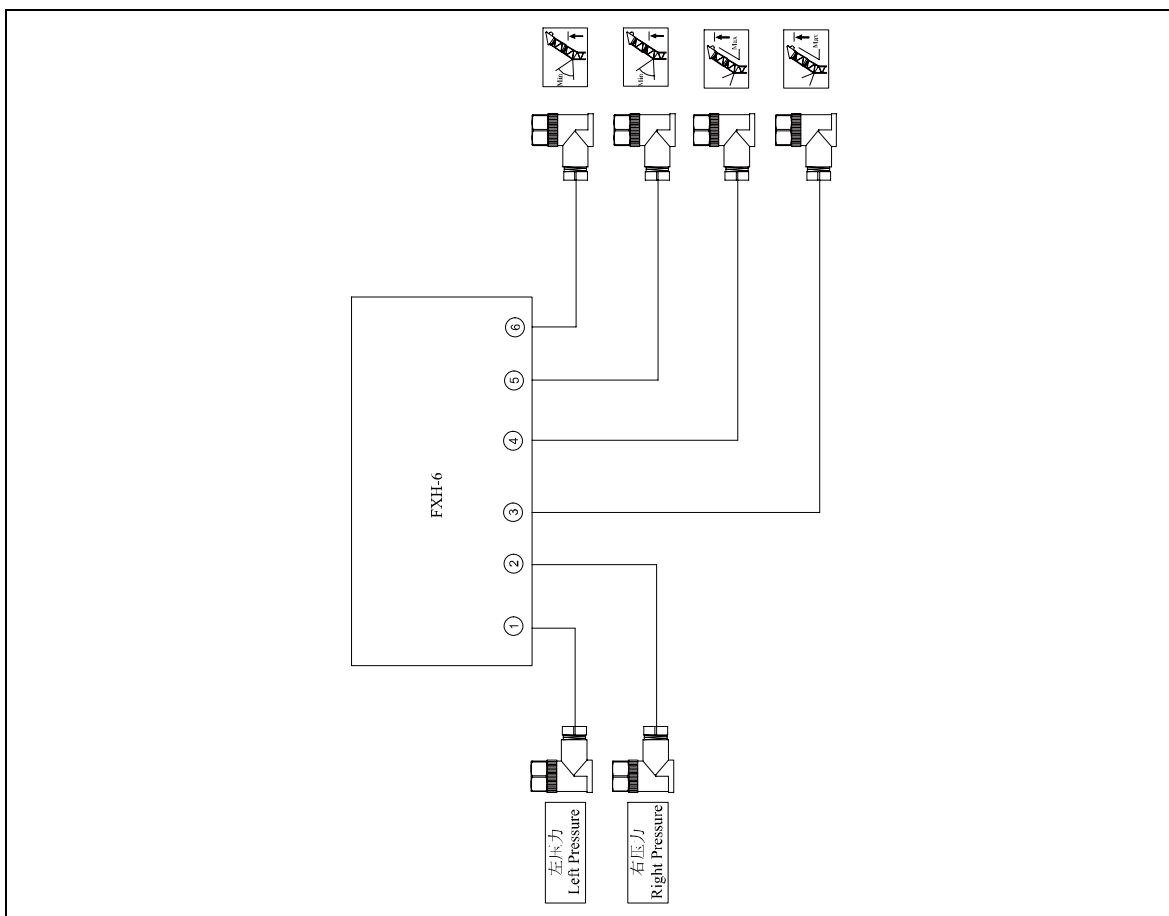 Min
Min
Max
Max
6
5
4
3
2
1
FXH-6
左压力
Left Pressure
右压力
Right Pressure